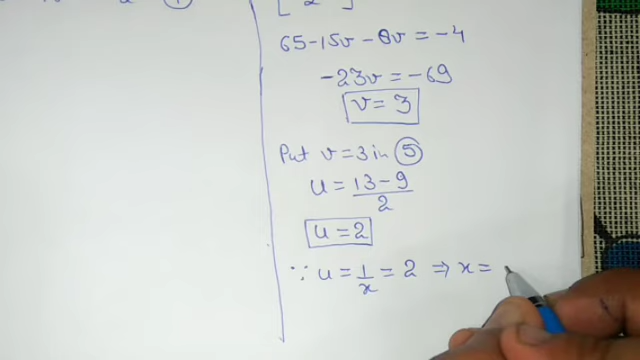 65-15v-8v=-4
-23v=-69
v=3
Put v=3 in ⑤
u=13-9/2
u=2
∵ u=1/x=2 ⇒ x=